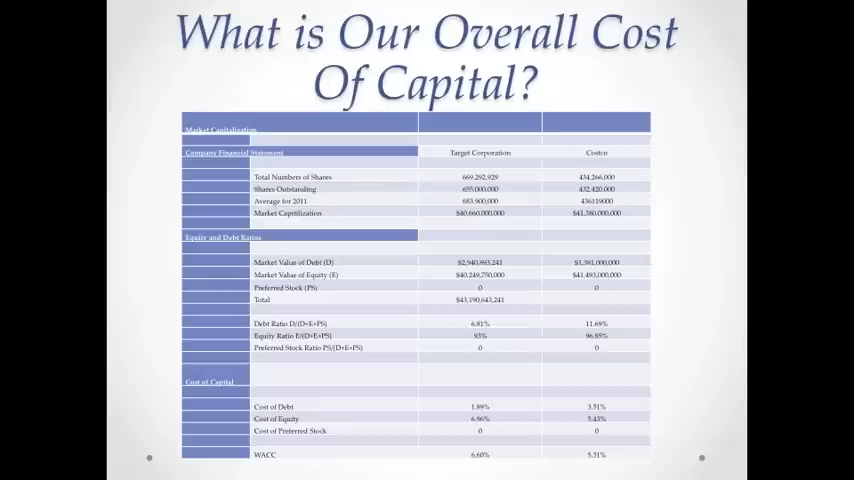 What is Our Overall Cost
Of Capital?
Market Capitalization
Company Financial Statement Target Corporation Costco
Total Numbers of Shares 669,292,929 434,266,000
Shares Outstanding 655,000,000 432,420,000
Average for 2011 683,900,000 436119000
Market Capitilization $40,660,000,000 $41,380,000,000
Equity and Debt Ratios
Market Value of Debt (D) $2,940,893,241 $1,381,000,000
Market Value of Equity (E) $40,249,750,000 $41,493,000,000
Preferred Stock (PS) 0 0
Total $43,190,643,241
Debt Ratio D/(D+E+PS) 6.81% 11.69%
Equity Ratio E/(D+E+PS) 93% 96.85%
Preferred Stock Ratio PS/(D+E+PS) 0 0
Cost of Capital
Cost of Debt 1.89% 3.51%
Cost of Equity 6.96% 5.43%
Cost of Preferred Stock 0 0
WACC 6.60% 5.31%